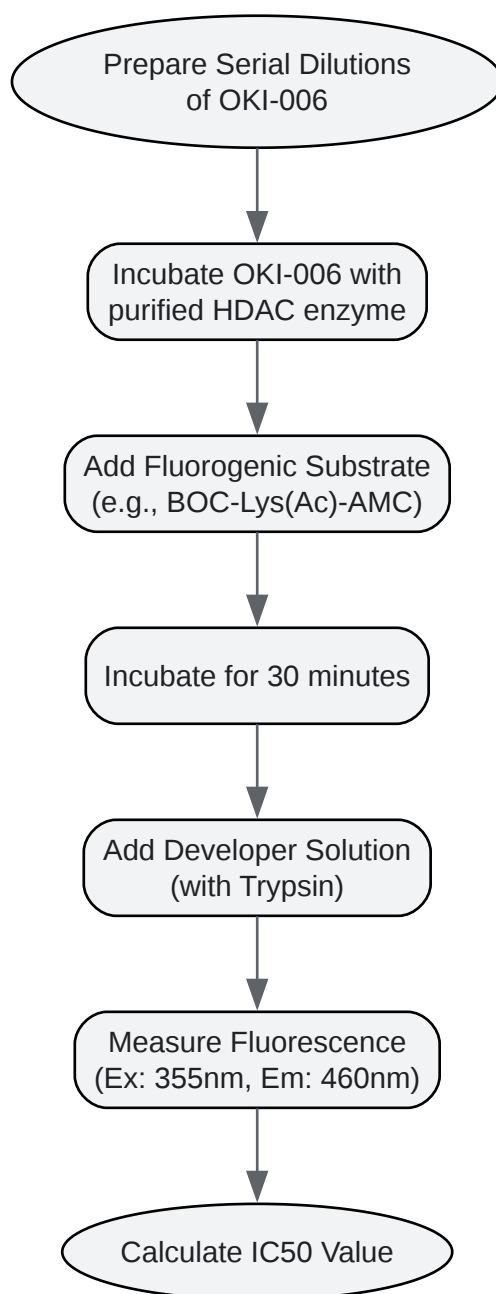 Prepare Serial Dilutions
of OKI-006
Incubate OKI-006 with
purified HDAC enzyme
Add Fluorogenic Substrate
(e.g., BOC-Lys(Ac)-AMC)
Incubate for 30 minutes
Add Developer Solution
(with Trypsin)
Measure Fluorescence
(Ex: 355nm, Em: 460nm)
Calculate IC50 Value